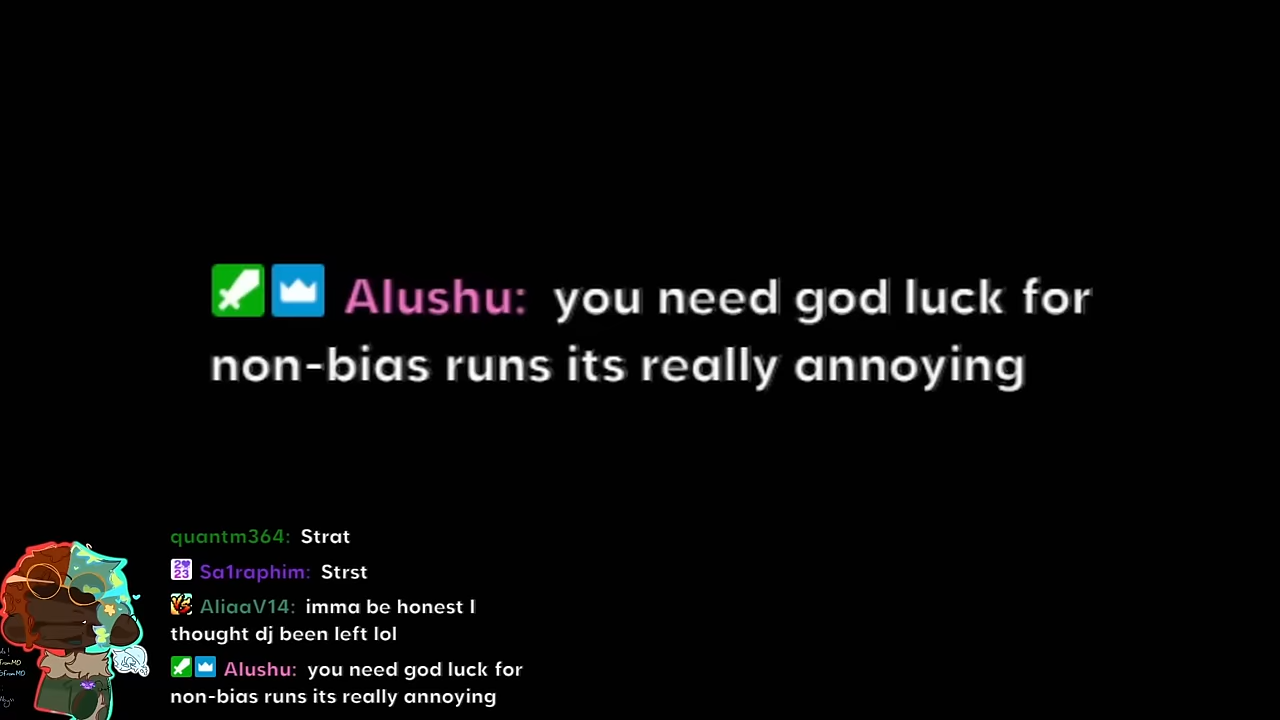 Alushu: you need god luck for
non-bias runs its really annoying
quantm364: Strat
Sa1raphim: Strst
AliaaV14: imma be honest I
thought dj been left lol
Alushu: you need god luck for
non-bias runs its really annoying